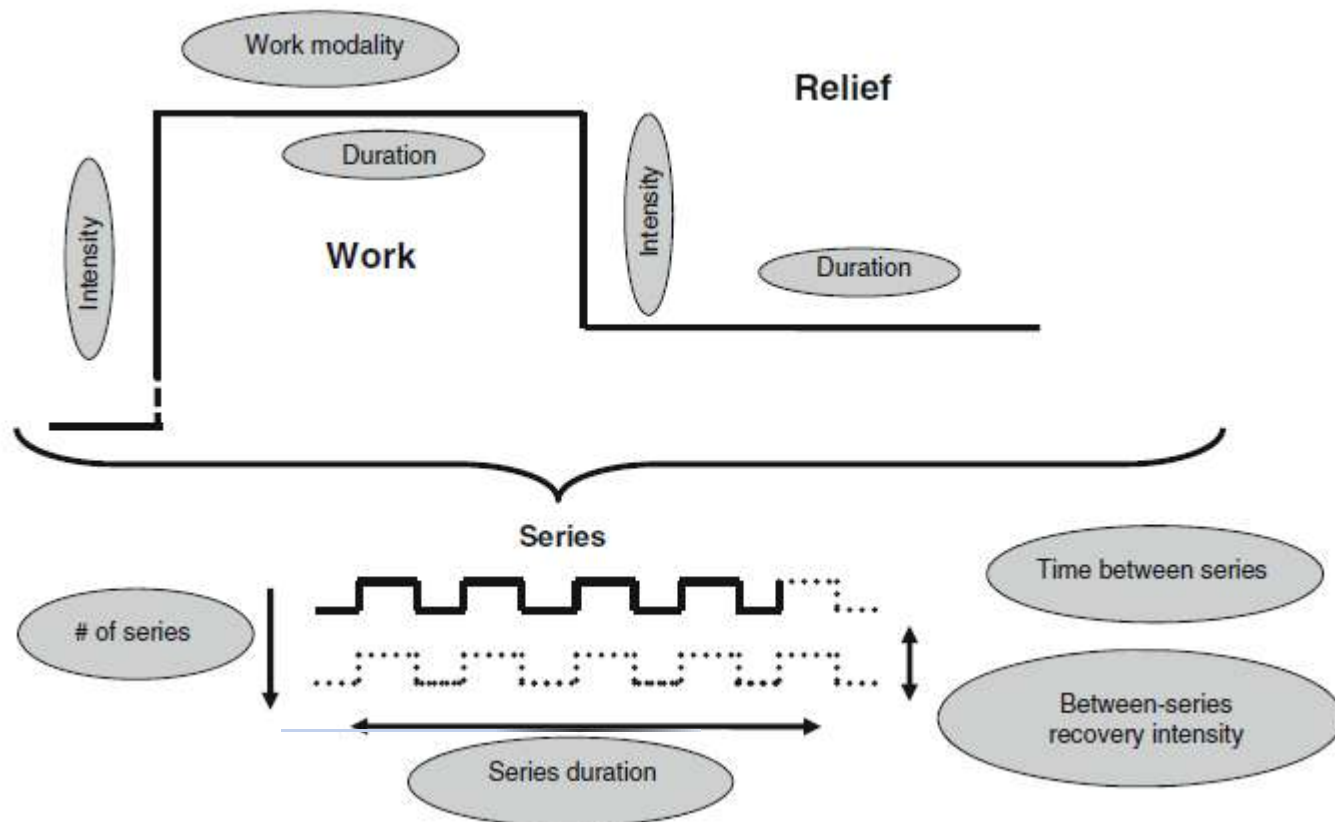 Work modality
Relief
Duration
Intensity
Intensity
Work
Duration
Series
Time between series
# of series
Between-series
recovery intensity
Series duration